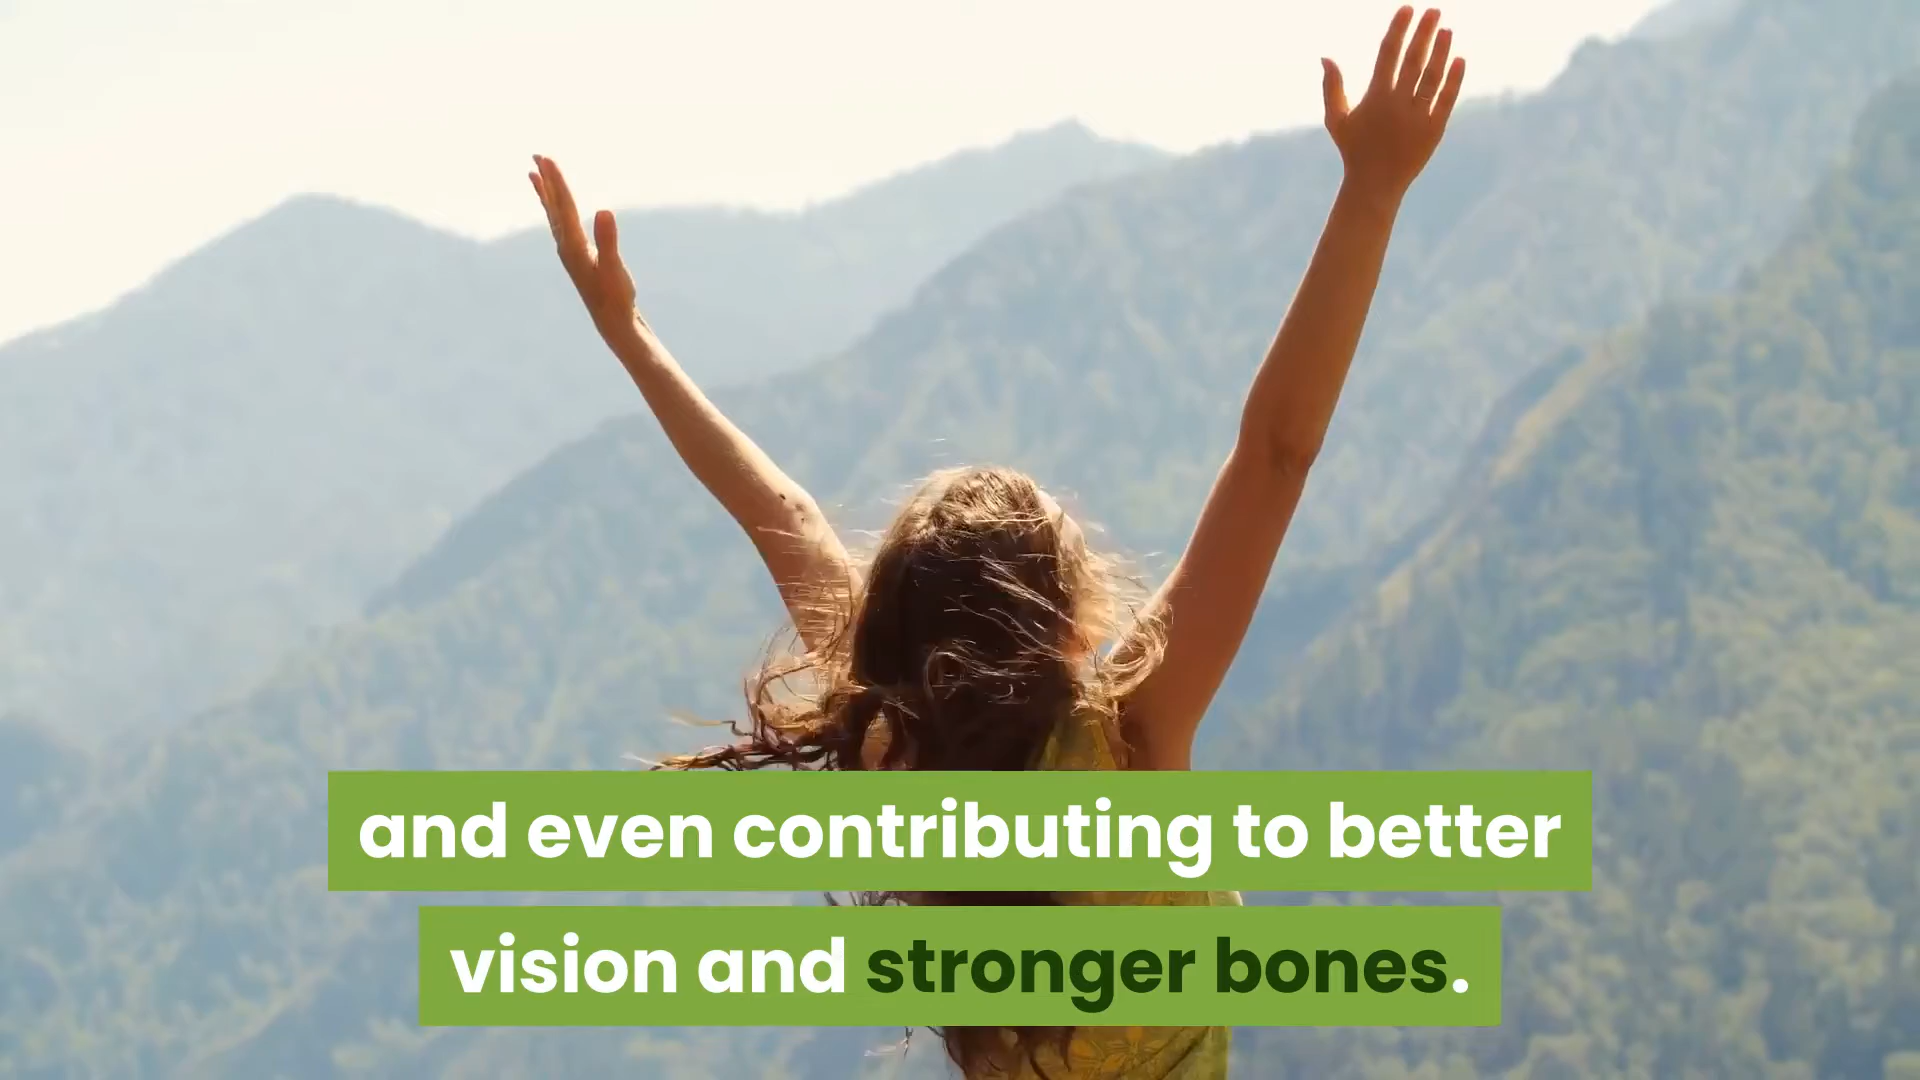 and even contributing to better
vision and stronger bones.